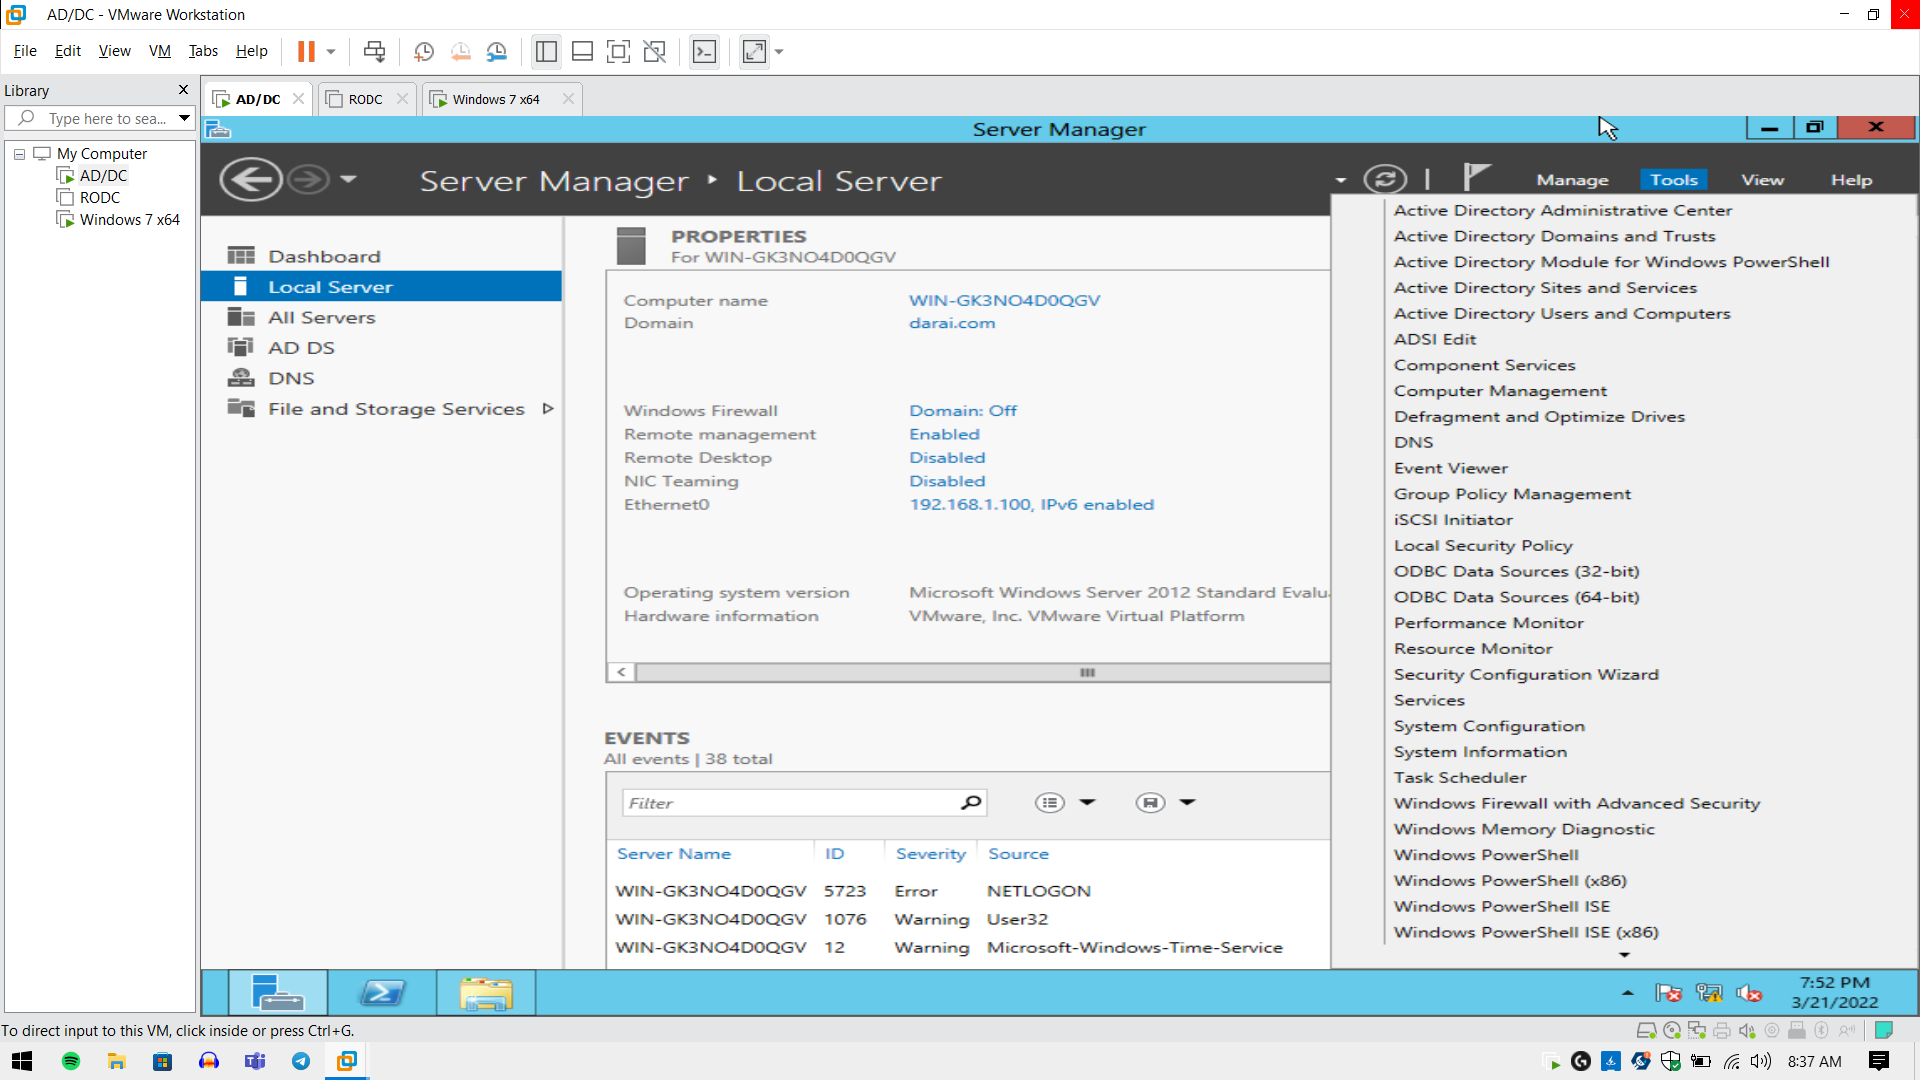 AD/DC - VMware Workstation
File Edit View VM Tabs Help
Library
Type here to sea...
My Computer
AD/DC
RODC
Windows 7 x64
AD/DC RODC Windows 7 x64
Server Manager
Server Manager ‣ Local Server
Manage Tools View Help
Dashboard
Local Server
All Servers
AD DS
DNS
File and Storage Services
PROPERTIES
For WIN-GK3NO4D0QGV
Computer name WIN-GK3NO4D0QGV
Domain darai.com
Windows Firewall Domain: Off
Remote management Enabled
Remote Desktop Disabled
NIC Teaming Disabled
Ethernet0 192.168.1.100, IPv6 enabled
Operating system version Microsoft Windows Server 2012 Standard Evalu
Hardware information VMware, Inc. VMware Virtual Platform
EVENTS
All events | 38 total
Filter
Server Name ID Severity Source
WIN-GK3NO4D0QGV 5723 Error NETLOGON
WIN-GK3NO4D0QGV 1076 Warning User32
WIN-GK3NO4D0QGV 12 Warning Microsoft-Windows-Time-Service
Active Directory Administrative Center
Active Directory Domains and Trusts
Active Directory Module for Windows PowerShell
Active Directory Sites and Services
Active Directory Users and Computers
ADSI Edit
Component Services
Computer Management
Defragment and Optimize Drives
DNS
Event Viewer
Group Policy Management
iSCSI Initiator
Local Security Policy
ODBC Data Sources (32-bit)
ODBC Data Sources (64-bit)
Performance Monitor
Resource Monitor
Security Configuration Wizard
Services
System Configuration
System Information
Task Scheduler
Windows Firewall with Advanced Security
Windows Memory Diagnostic
Windows PowerShell
Windows PowerShell (x86)
Windows PowerShell ISE
Windows PowerShell ISE (x86)
7:52 PM
3/21/2022
To direct input to this VM, click inside or press Ctrl+G.
8:37 AM